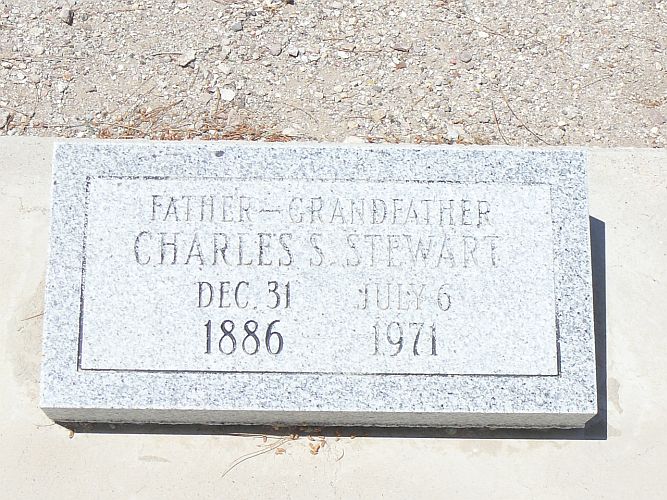 FATHER—GRANDFATHER
CHARLES S. STEWART
DEC. 31 JULY 6
1886 1971